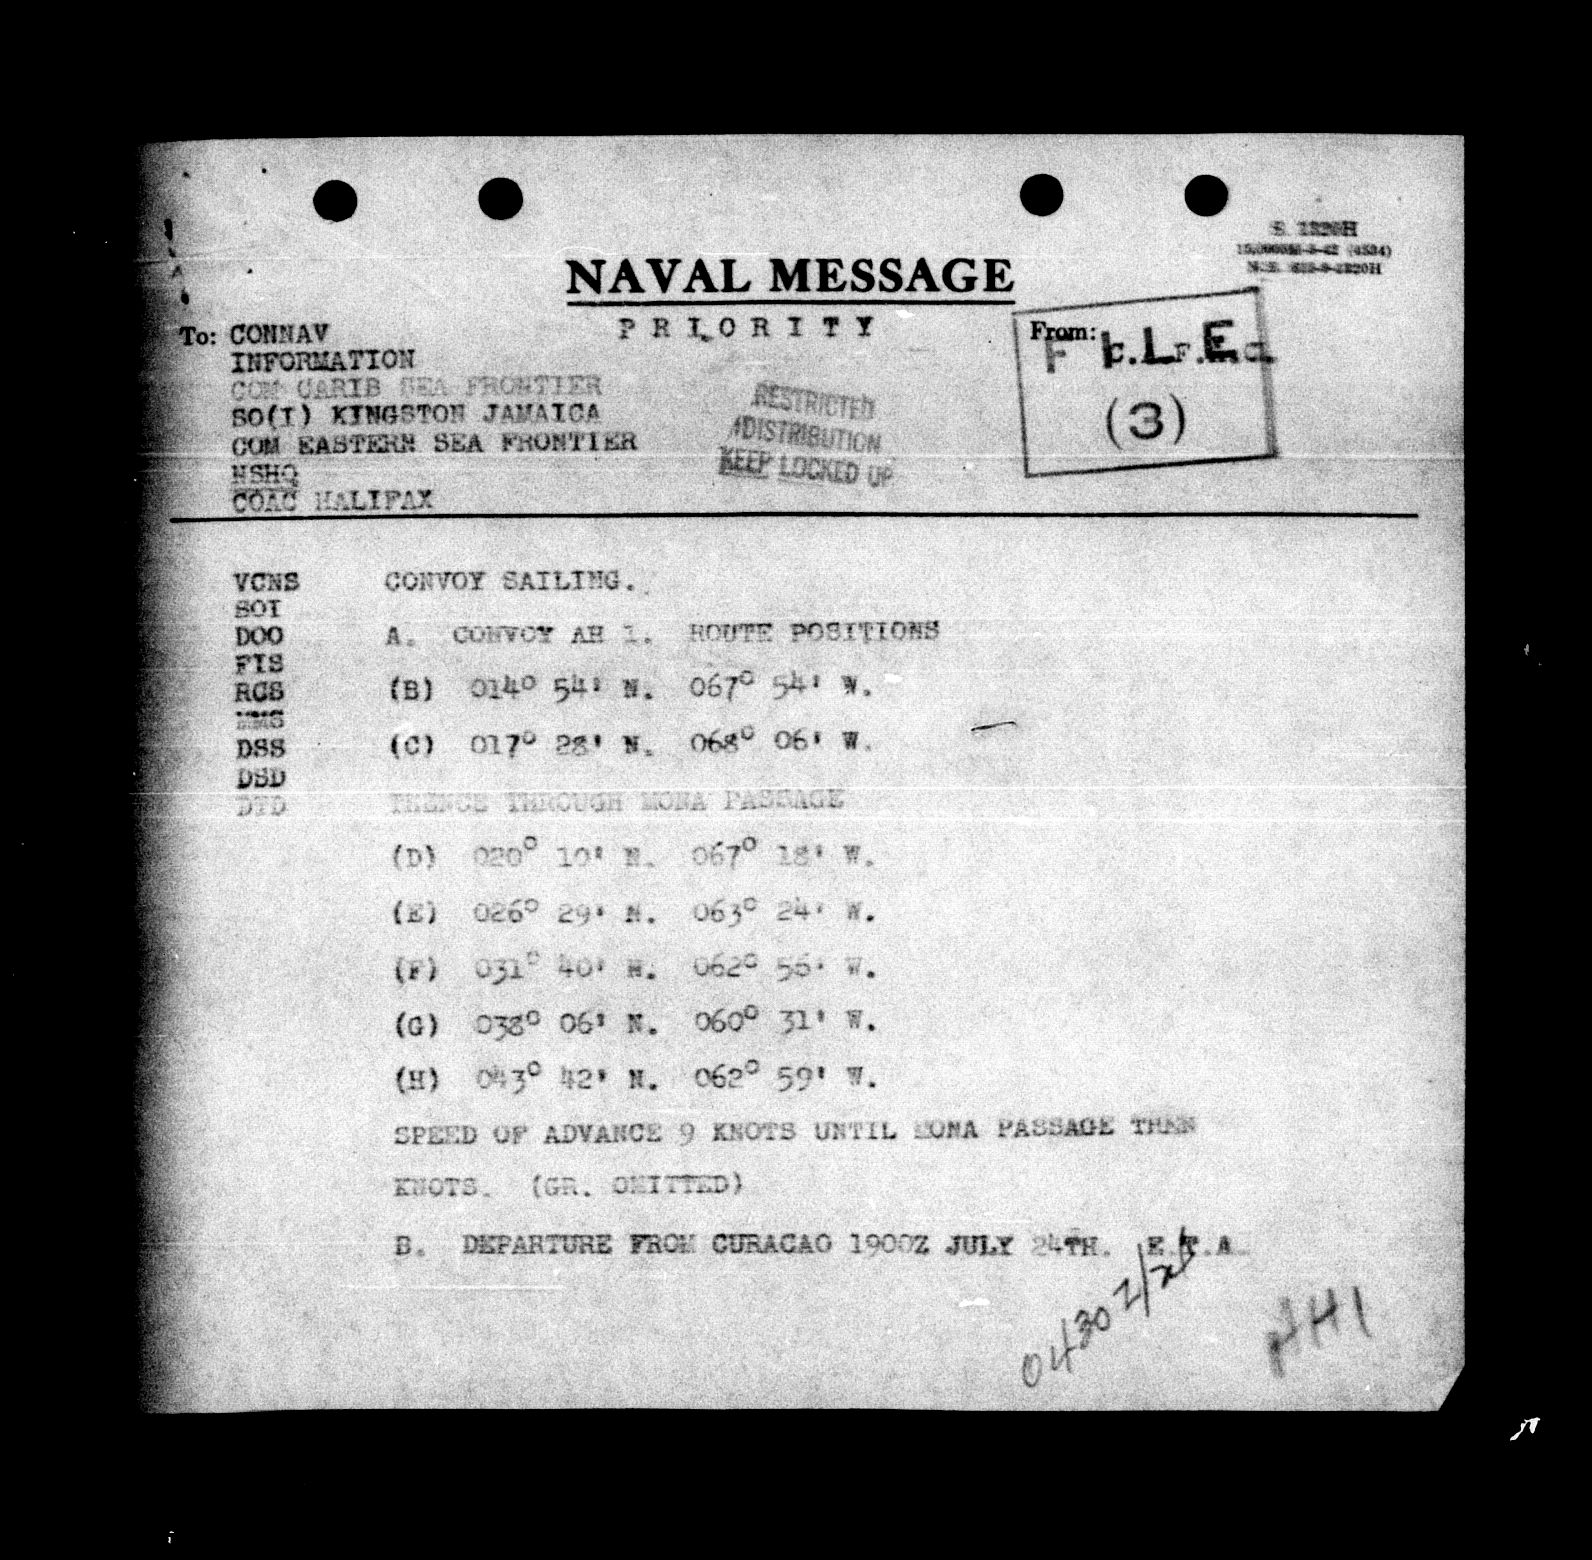 S. 1320H
NAVAL MESSAGE
PRIORITY
To: CONNAV
INFORMATION
COM CARIB SEA FRONTIER
SO(I) KINGSTON JAMAICA
COM EASTERN SEA FRONTIER
NSHQ
COAC HALIFAX
From:
FILE
(3)
RESTRICTED
DISTRIBUTION
KEEP LOCKED UP
VCNS
SOI
DOO
FIS
RCS
DSS
DSD
DTD
CONVOY SAILING.
A. CONVOY AH 1. ROUTE POSITIONS
(B) 014° 54' N. 067° 54' W.
(C) 017° 28' N. 068° 06' W.
THENCE THROUGH MONA PASSAGE
(D) 020° 10' N. 067° 18' W.
(E) 026° 29' N. 063° 24' W.
(F) 031° 40' N. 062° 56' W.
(G) 038° 06' N. 060° 31' W.
(H) 043° 42' N. 062° 59' W.
SPEED OF ADVANCE 9 KNOTS UNTIL MONA PASSAGE THEN
KNOTS. (GR. OMITTED)
B. DEPARTURE FROM CURACAO 1900Z JULY 24TH. E.T.A.
AH1